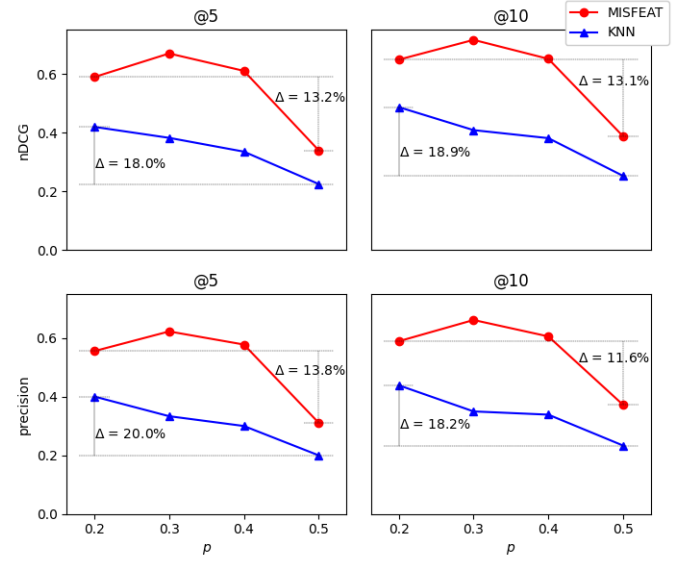 @5
@10
MISFEAT
KNN
nDCG
0.6
0.4
0.2
0.0
Δ = 13.2%
Δ = 18.0%
Δ = 13.1%
Δ = 18.9%
@5
@10
precision
0.6
0.4
0.2
0.0
Δ = 13.8%
Δ = 20.0%
Δ = 11.6%
Δ = 18.2%
0.2 0.3 0.4 0.5
0.2 0.3 0.4 0.5
p
p